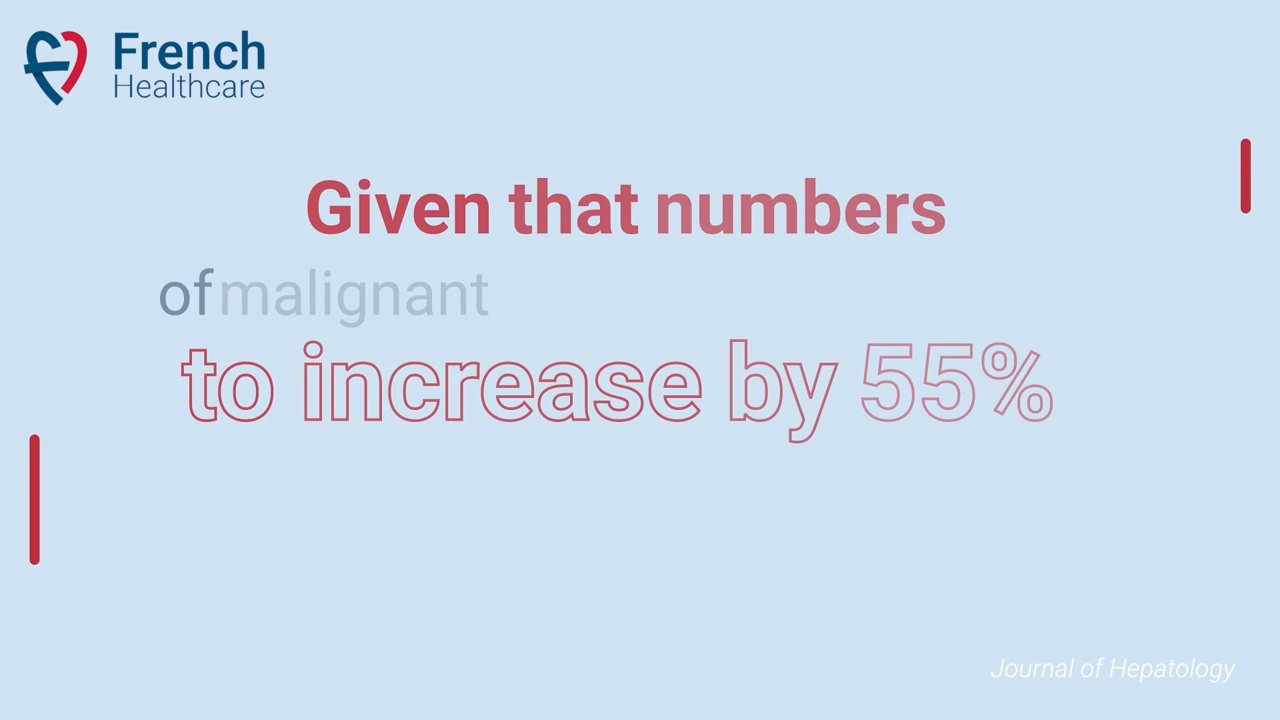 French
Healthcare
Given that numbers
of malignant
to increase by 55%
Journal of Hepatology